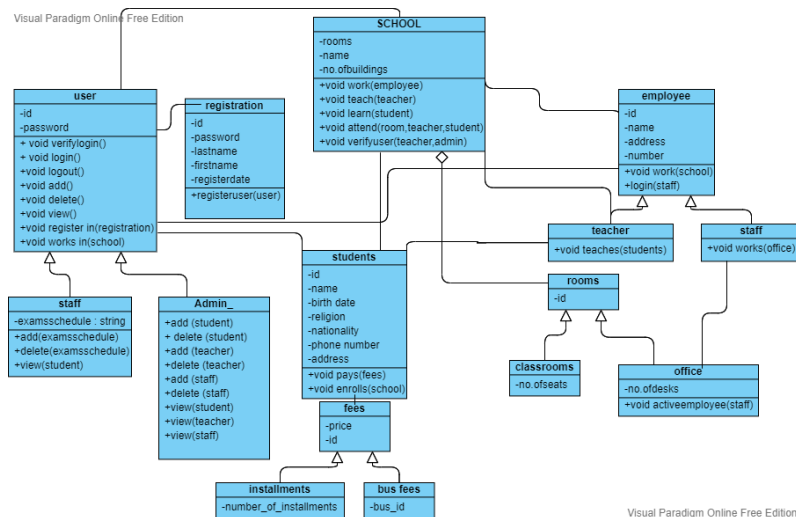 Visual Paradigm Online Free Edition
SCHOOL
-rooms
-name
-no.ofbuildings
+void work(employee)
+void teach(teacher)
+void learn(student)
+void attend(room,teacher,student)
+void verifyuser(teacher,admin)
user
-id
-password
+ void verifylogin()
+ void login()
+void logout()
+void add()
+void delete()
+void view()
+void register in(registration)
+void works in(school)
registration
-id
-password
-lastname
-firstname
-registerdate
+registeruser(user)
employee
-id
-name
-address
-number
+void work(school)
+login(staff)
teacher
+void teaches(students)
staff
+void works(office)
students
-id
-name
-birth date
-religion
-nationality
-phone number
-address
+void pays(fees)
+void enrolls(school)
rooms
-id
staff
-examsschedule : string
+add(examsschedule)
+delete(examsschedule)
+view(student)
Admin_
+add (student)
+ delete (student)
+add (teacher)
+delete (teacher)
+add (staff)
+delete (staff)
+view(student)
+view(teacher)
+view(staff)
classrooms
-no.ofseats
office
-no.ofdesks
+void activeemployee(staff)
fees
-price
-id
installments
-number_of_installments
bus fees
-bus_id
Visual Paradigm Online Free Edition